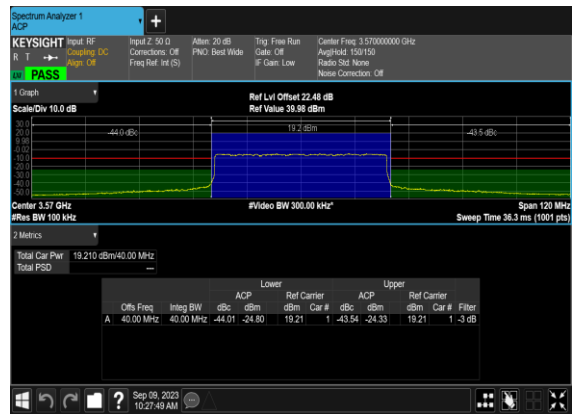 Spectrum Analyzer 1
ACP
+
KEYSIGHT Input: RF Input Z: 50 Ω Atten: 20 dB Trig: Free Run Center Freq: 3.570000000 GHz
R T Coupling: DC Corrections: Off PNO: Best Wide Gate: Off Avg|Hold: 150/150
Align: Off Freq Ref: Int (S) IF Gain: Low Radio Std: None
LXI PASS Noise Correction: Off
1 Graph
Ref Lvl Offset 22.48 dB
Scale/Div 10.0 dB Ref Value 39.98 dBm
30.0
20.0
9.98
-0.02
-10.0
-20.0
-30.0
-40.0
-50.0
-44.0 dBc 19.2 dBm -43.5 dBc
Center 3.57 GHz #Video BW 300.00 kHz* Span 120 MHz
#Res BW 100 kHz Sweep Time 36.3 ms (1001 pts)
2 Metrics
Total Car Pwr 19.210 dBm/40.00 MHz
Total PSD ---
Lower Upper
ACP Ref Carrier ACP Ref Carrier
Offs Freq Integ BW dBc dBm dBm Car # dBc dBm dBm Car # Filter
A 40.00 MHz 40.00 MHz -44.01 -24.80 19.21 1 -43.54 -24.33 19.21 1 -3 dB
?
Sep 09, 2023
10:27:49 AM